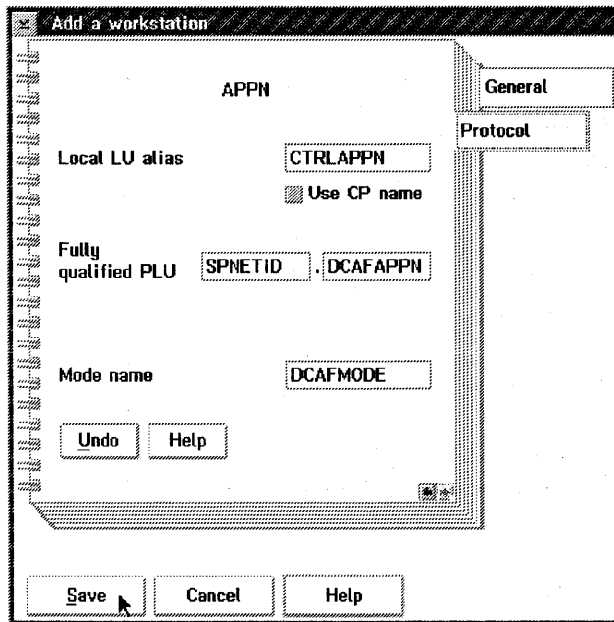 Add a workstation
General
APPN
Protocol
Local LU alias CTRLAPPN
Use CP name
Fully
qualified PLU SPNETID . DCAFAPPN
Mode name DCAFMODE
Undo Help
Save Cancel Help